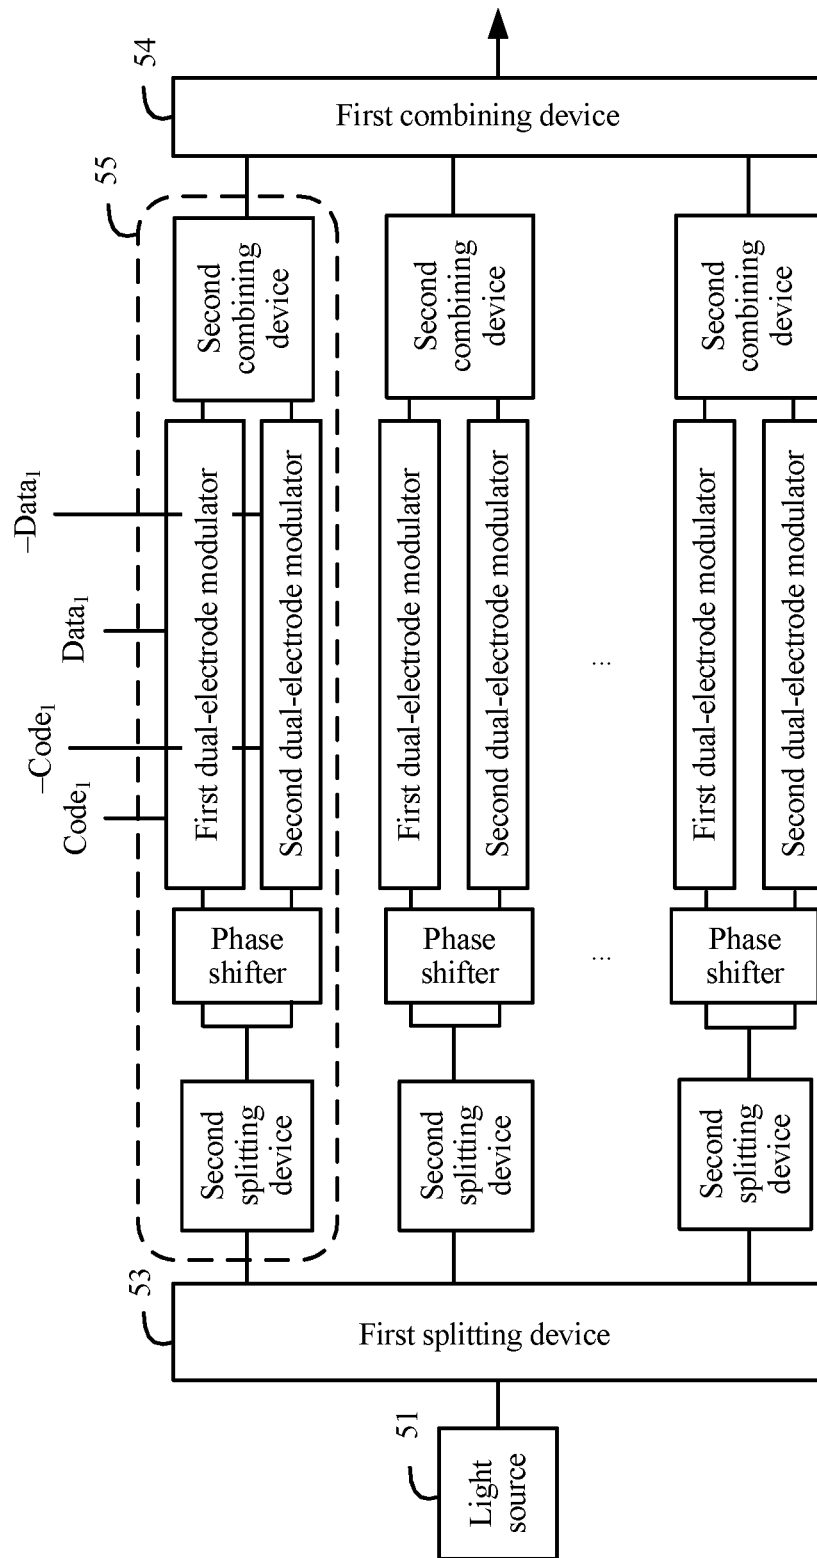 54
First combining device
55
Second
combining
device
Second
combining
device
Second
combining
device
–Data1
Data1
–Code1
Code1
First dual-electrode modulator
Second dual-electrode modulator
First dual-electrode modulator
Second dual-electrode modulator
...
First dual-electrode modulator
Second dual-electrode modulator
Phase
shifter
Phase
shifter
...
Phase
shifter
Second
splitting
device
Second
splitting
device
Second
splitting
device
53
First splitting device
51
Light
source